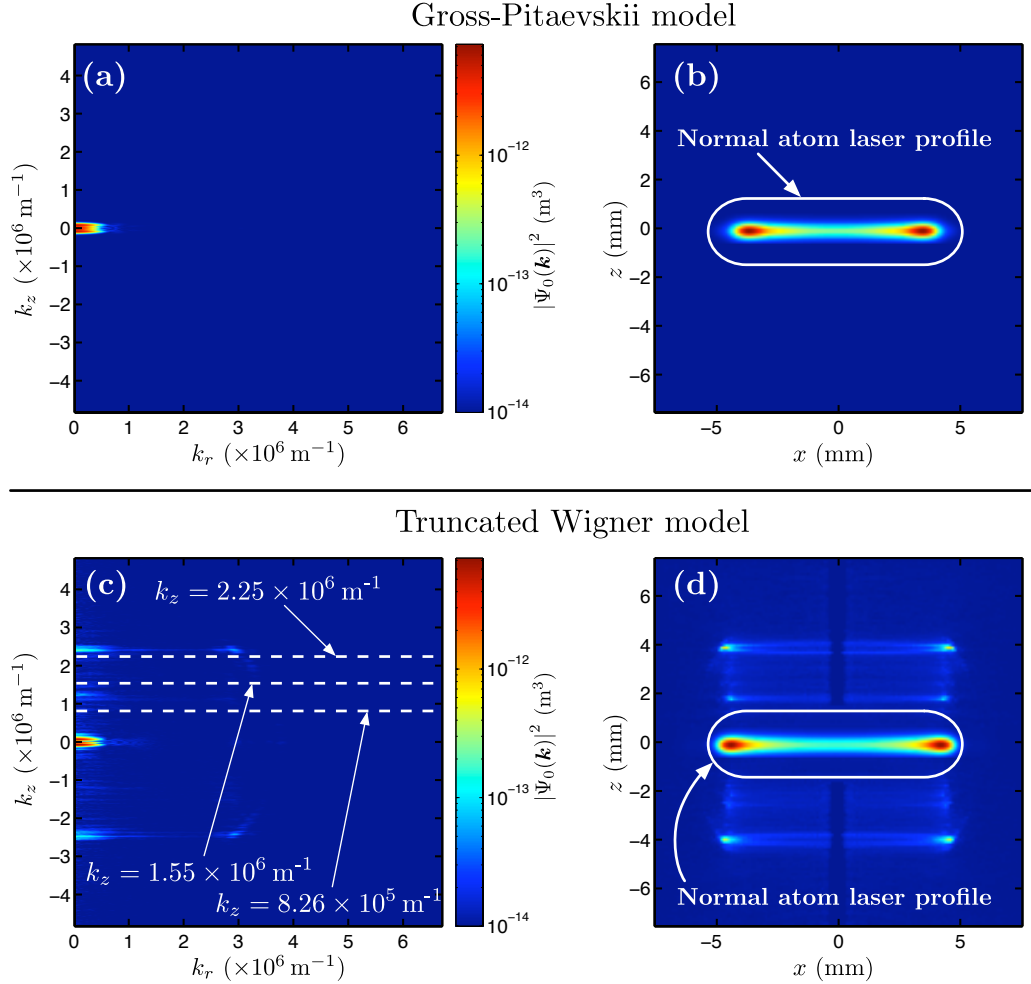 Gross-Pitaevskii model
(a)
4
3
2
1
0
−1
−2
−3
−4
k_z (×10^6 m^−1)
0 1 2 3 4 5 6
k_r (×10^6 m^−1)
10^−12
10^−13
10^−14
|Ψ_0(k)|^2 (m^3)
(b)
Normal atom laser profile
6
4
2
0
−2
−4
−6
z (mm)
−5 0 5
x (mm)
Truncated Wigner model
(c)
k_z = 2.25 × 10^6 m^-1
4
3
2
1
0
−1
−2
−3
−4
k_z (×10^6 m^−1)
k_z = 1.55 × 10^6 m^-1
k_z = 8.26 × 10^5 m^-1
0 1 2 3 4 5 6
k_r (×10^6 m^−1)
10^−12
10^−13
10^−14
|Ψ_0(k)|^2 (m^3)
(d)
6
4
2
0
−2
−4
−6
z (mm)
Normal atom laser profile
−5 0 5
x (mm)